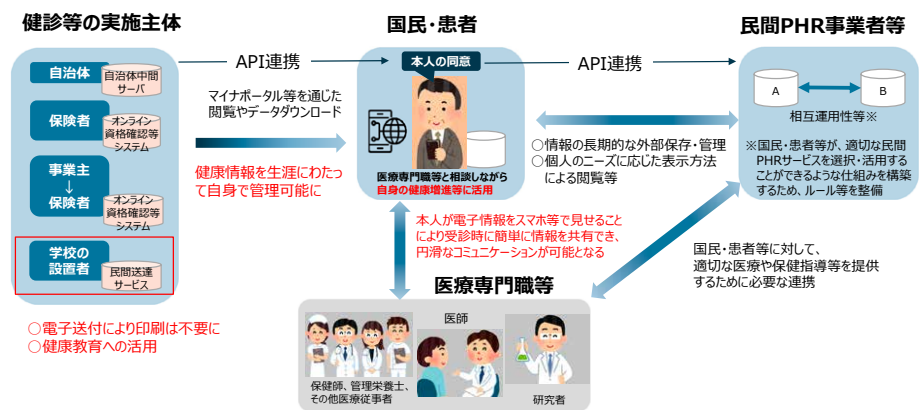 健診等の実施主体
自治体
自治体中間
サーバ
保険者
オンライン
資格確認等
システム
事業主
↓
保険者
オンライン
資格確認等
システム
学校の
設置者
民間送達
サービス
○電子送付により印刷は不要に
○健康教育への活用
API連携
マイナポータル等を通じた
閲覧やデータダウンロード
健康情報を生涯にわたっ
て自身で管理可能に
国民・患者
本人の同意
医療専門職等と相談しながら
自身の健康増進等に活用
本人が電子情報をスマホ等で見せること
により受診時に簡単に情報を共有でき、
円滑なコミュニケーションが可能となる
API連携
○情報の長期的外部保存・管理
○個人のニーズに応じた表示方法
による閲覧等
民間PHR事業者等
A
B
相互運用性等※
※国民・患者等が、適切な民間
PHRサービスを選択・活用する
ことができるような仕組みを構築
するため、ルール等を整備
国民・患者等に対して、
適切な医療や保健指導等を提供
するために必要な連携
医療専門職等
保健師、管理栄養士、
その他医療従事者
医師
研究者